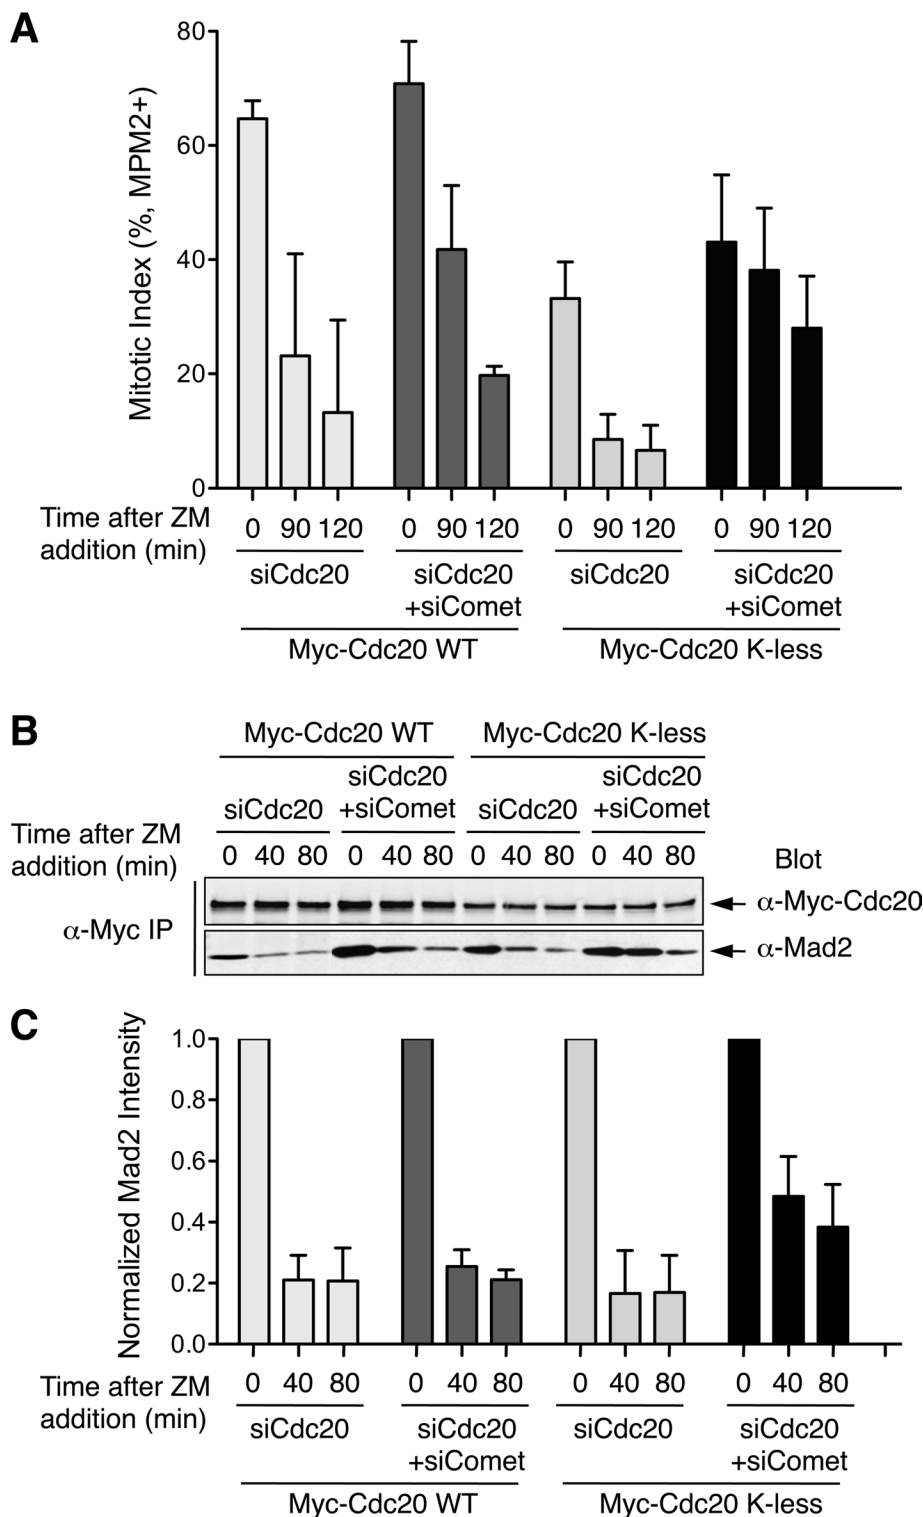 A
Mitotic Index (%, MPM2+)
80
60
40
20
0
Time after ZM
addition (min)
0 90 120 0 90 120 0 90 120 0 90 120
siCdc20 siCdc20 siCdc20 siCdc20
+siComet +siComet
Myc-Cdc20 WT Myc-Cdc20 K-less
B
Myc-Cdc20 WT Myc-Cdc20 K-less
siCdc20 siCdc20
siCdc20 +siComet siCdc20 +siComet
Time after ZM
addition (min)
0 40 80 0 40 80 0 40 80 0 40 80
Blot
α-Myc IP
α-Myc-Cdc20
α-Mad2
C
Normalized Mad2 Intensity
1.0
0.8
0.6
0.4
0.2
0.0
Time after ZM
addition (min)
0 40 80 0 40 80 0 40 80 0 40 80
siCdc20 siCdc20 siCdc20 siCdc20
+siComet +siComet
Myc-Cdc20 WT Myc-Cdc20 K-less